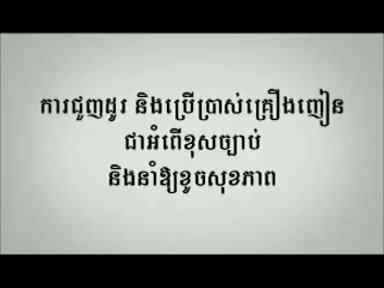 ការជួញដូរ និងប្រើប្រាស់គ្រឿងញៀន
ជាអំពើខុសច្បាប់
និងនាំឱ្យខូចសុខភាព